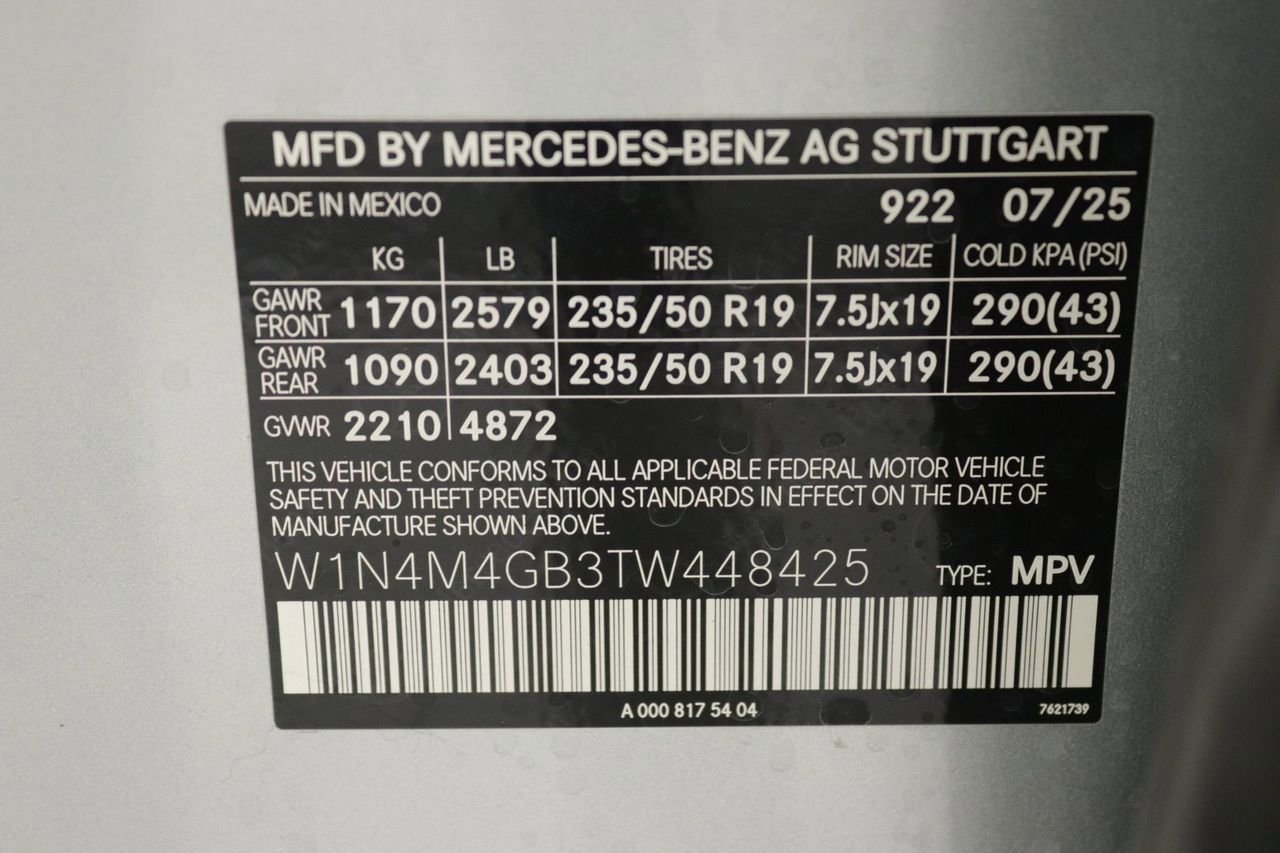 MFD BY MERCEDES-BENZ AG STUTTGART
MADE IN MEXICO 922 07/25
KG LB TIRES RIM SIZE COLD KPA (PSI)
GAWR FRONT 1170 2579 235/50 R19 7.5Jx19 290(43)
GAWR REAR 1090 2403 235/50 R19 7.5Jx19 290(43)
GVWR 2210 4872
THIS VEHICLE CONFORMS TO ALL APPLICABLE FEDERAL MOTOR VEHICLE
SAFETY AND THEFT PREVENTION STANDARDS IN EFFECT ON THE DATE OF
MANUFACTURE SHOWN ABOVE.
W1N4M4GB3TW448425 TYPE: MPV
A 000 817 54 04 7621739